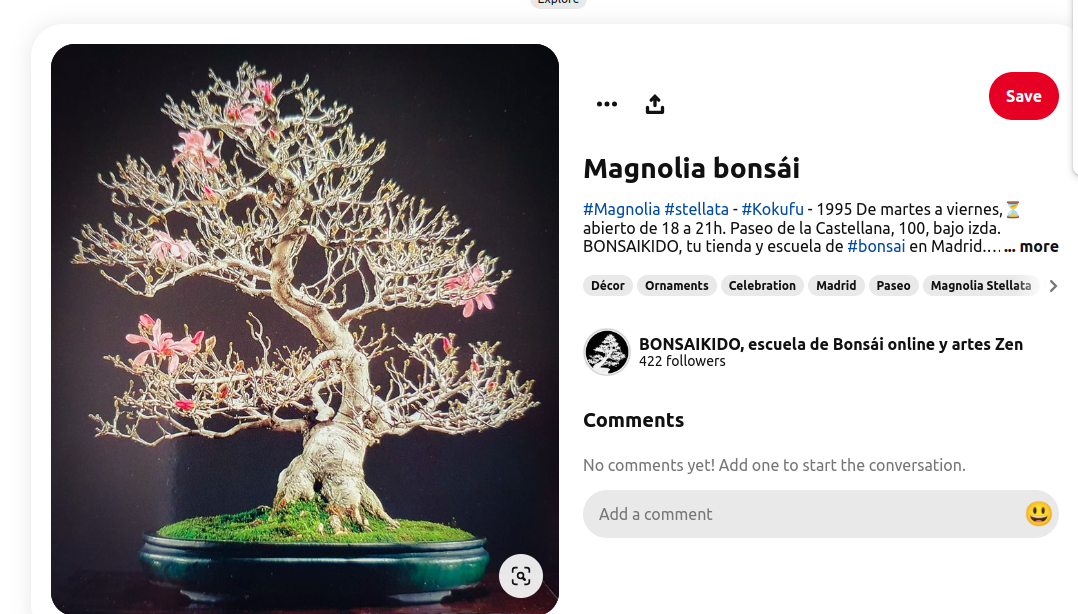 Explore
Save
Magnolia bonsái
#Magnolia #stellata - #Kokufu - 1995 De martes a viernes,⏳
abierto de 18 a 21h. Paseo de la Castellana, 100, bajo izda.
BONSAIKIDO, tu tienda y escuela de #bonsai en Madrid.… ... more
Décor Ornaments Celebration Madrid Paseo Magnolia Stellata
BONSAIKIDO, escuela de Bonsái online y artes Zen
422 followers
Comments
No comments yet! Add one to start the conversation.
Add a comment